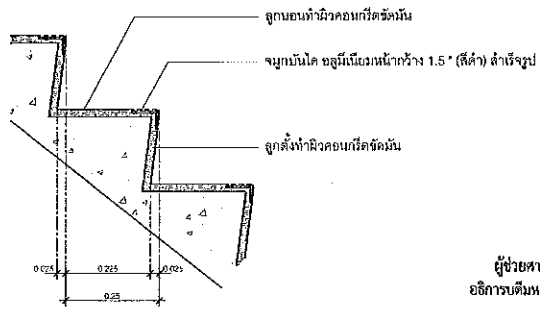 ลูกนอนทำผิวคอนกรีตขัดมัน
จมูกบันได อลูมิเนียมหน้ากว้าง 1.5 " (สีดำ) สำเร็จรูป
ลูกตั้งทำผิวคอนกรีตขัดมัน
0.025 0.225 0.025
0.25
ผู้ช่วยศา
อธิการบดีมห